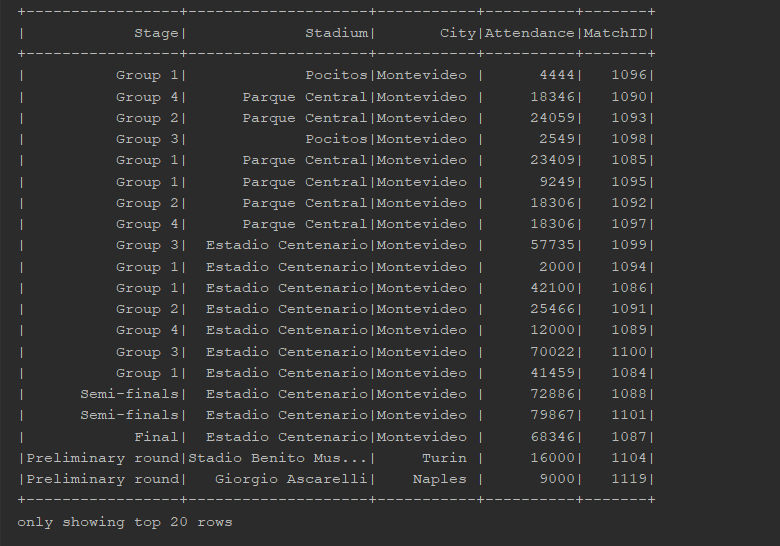 +-----------------+--------------------+-----------+----------+-------+
|            Stage|             Stadium|       City|Attendance|MatchID|
+-----------------+--------------------+-----------+----------+-------+
|          Group 1|             Pocitos|Montevideo |      4444|   1096|
|          Group 4|      Parque Central|Montevideo |     18346|   1090|
|          Group 2|      Parque Central|Montevideo |     24059|   1093|
|          Group 3|             Pocitos|Montevideo |      2549|   1098|
|          Group 1|      Parque Central|Montevideo |     23409|   1085|
|          Group 1|      Parque Central|Montevideo |      9249|   1095|
|          Group 2|      Parque Central|Montevideo |     18306|   1092|
|          Group 4|      Parque Central|Montevideo |     18306|   1097|
|          Group 3|  Estadio Centenario|Montevideo |     57735|   1099|
|          Group 1|  Estadio Centenario|Montevideo |      2000|   1094|
|          Group 1|  Estadio Centenario|Montevideo |     42100|   1086|
|          Group 2|  Estadio Centenario|Montevideo |     25466|   1091|
|          Group 4|  Estadio Centenario|Montevideo |     12000|   1089|
|          Group 3|  Estadio Centenario|Montevideo |     70022|   1100|
|          Group 1|  Estadio Centenario|Montevideo |     41459|   1084|
|      Semi-finals|  Estadio Centenario|Montevideo |     72886|   1088|
|      Semi-finals|  Estadio Centenario|Montevideo |     79867|   1101|
|            Final|  Estadio Centenario|Montevideo |     68346|   1087|
|Preliminary round|Stadio Benito Mus...|     Turin |     16000|   1104|
|Preliminary round|   Giorgio Ascarelli|    Naples |      9000|   1119|
+-----------------+--------------------+-----------+----------+-------+
only showing top 20 rows